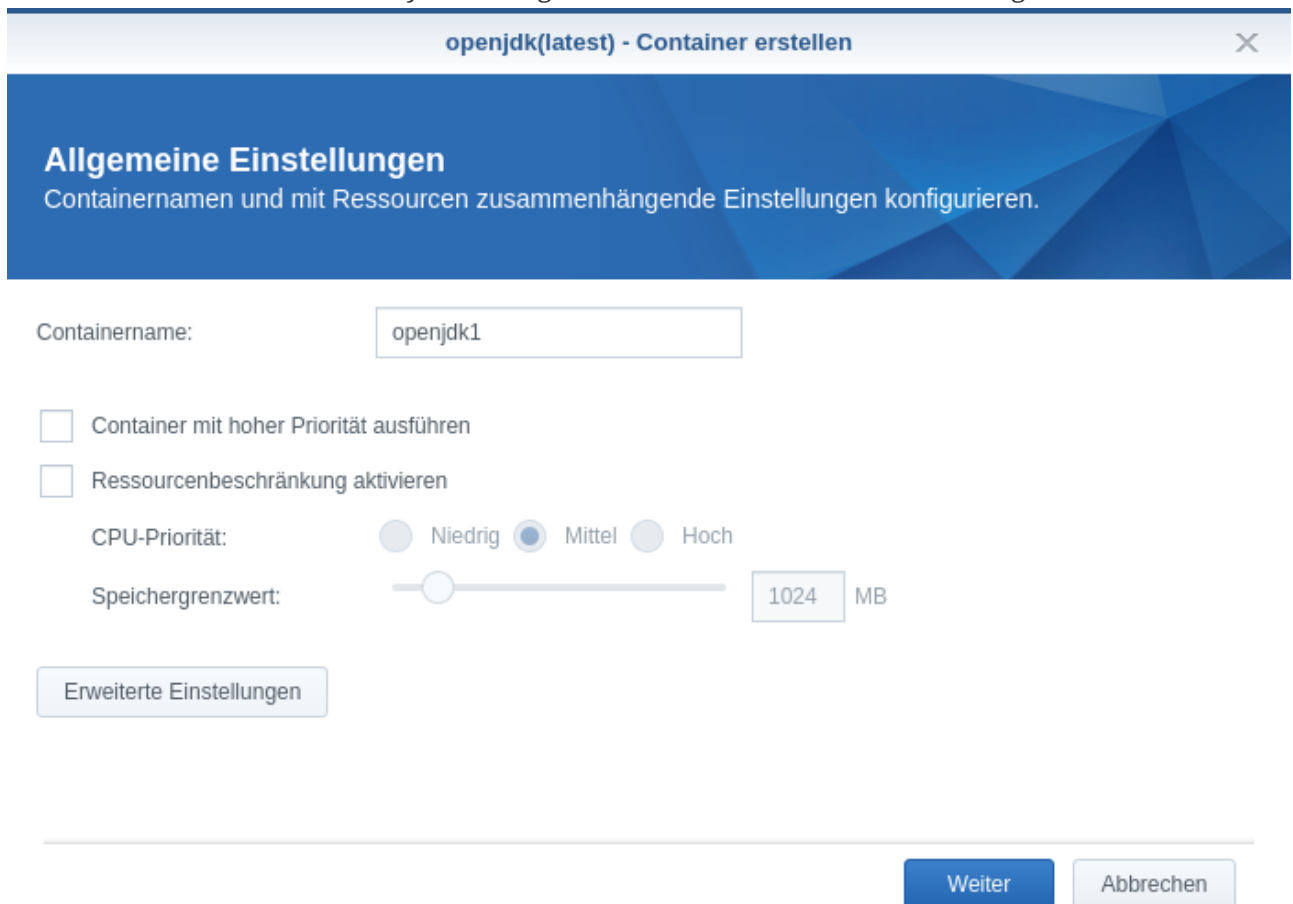 openjdk(latest) - Container erstellen
Allgemeine Einstellungen
Containernamen und mit Ressourcen zusammenhängende Einstellungen konfigurieren.
Containername: openjdk1
Container mit hoher Priorität ausführen
Ressourcenbeschränkung aktivieren
CPU-Priorität: Niedrig Mittel Hoch
Speichergrenzwert: 1024 MB
Erweiterte Einstellungen
Weiter Abbrechen